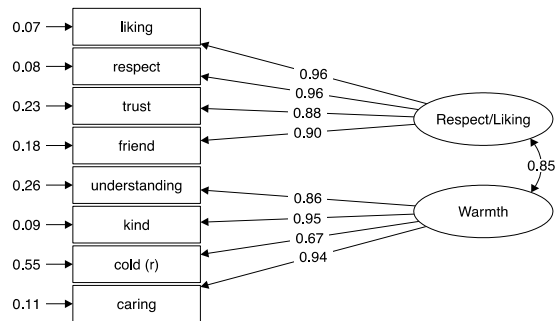 0.07 liking
0.08 respect 0.96
0.96
0.23 trust 0.88 Respect/Liking
0.18 friend 0.90
0.85
0.26 understanding 0.86
0.09 kind 0.95 Warmth
0.67
0.55 cold (r) 0.94
0.11 caring